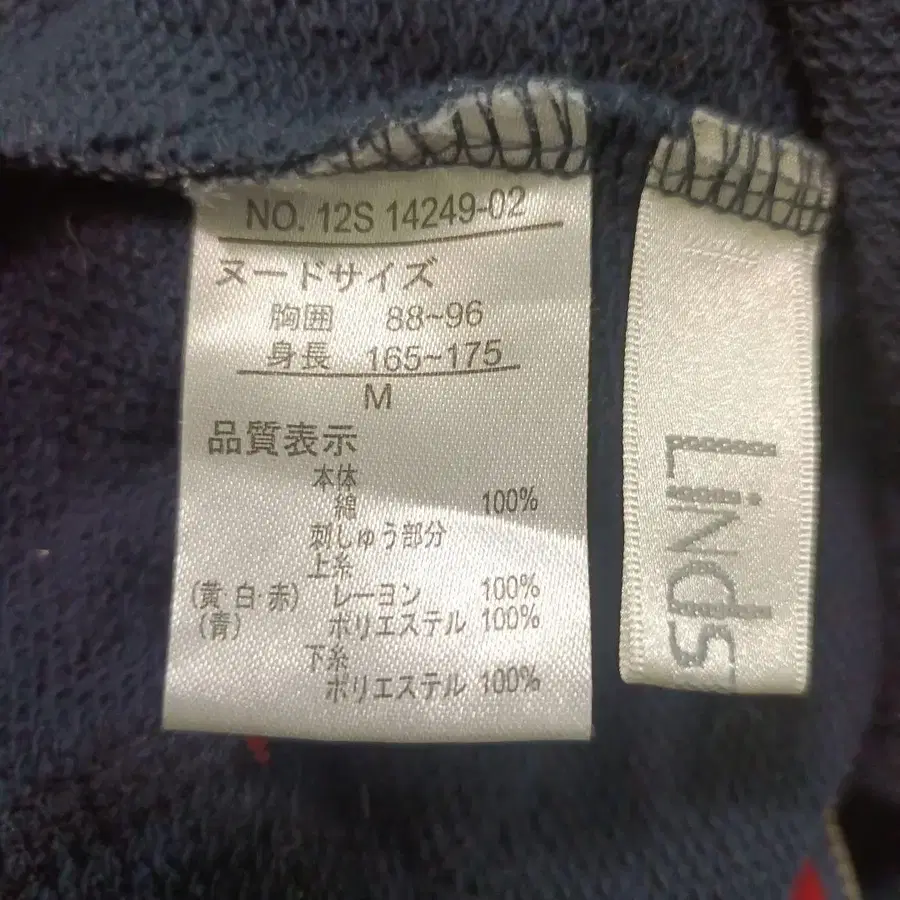 NO. 12S 14249-02
ヌードサイズ
胸囲 88~96
身長 165~175
M
品質表示
本体
綿 100%
刺しゅう部分
上糸
(黄・白・赤) レーヨン 100%
(青) ポリエステル 100%
下糸
ポリエステル 100%
Linds